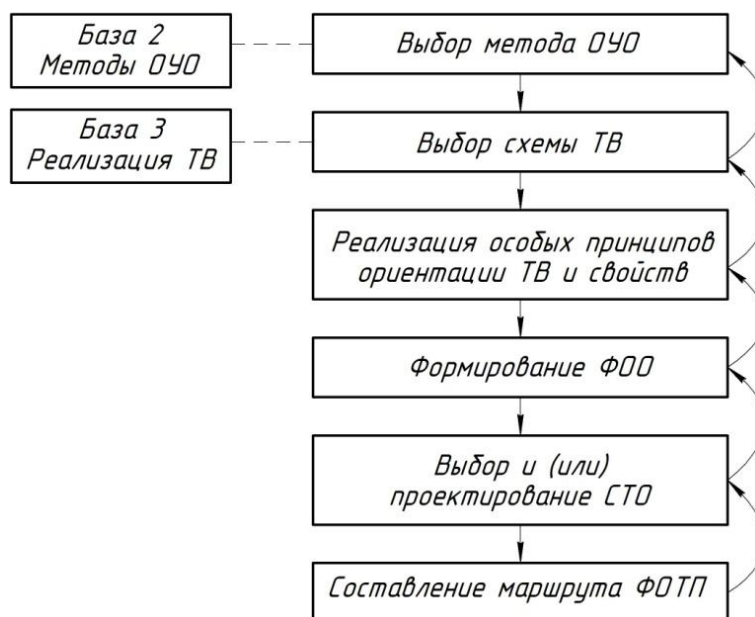 База 2
Методы ОУО
Выбор метода ОУО
База 3
Реализация ТВ
Выбор схемы ТВ
Реализация особых принципов
ориентации ТВ и свойств
Формирование ФОО
Выбор и (или)
проектирование СТО
Составление маршрута ФОТП